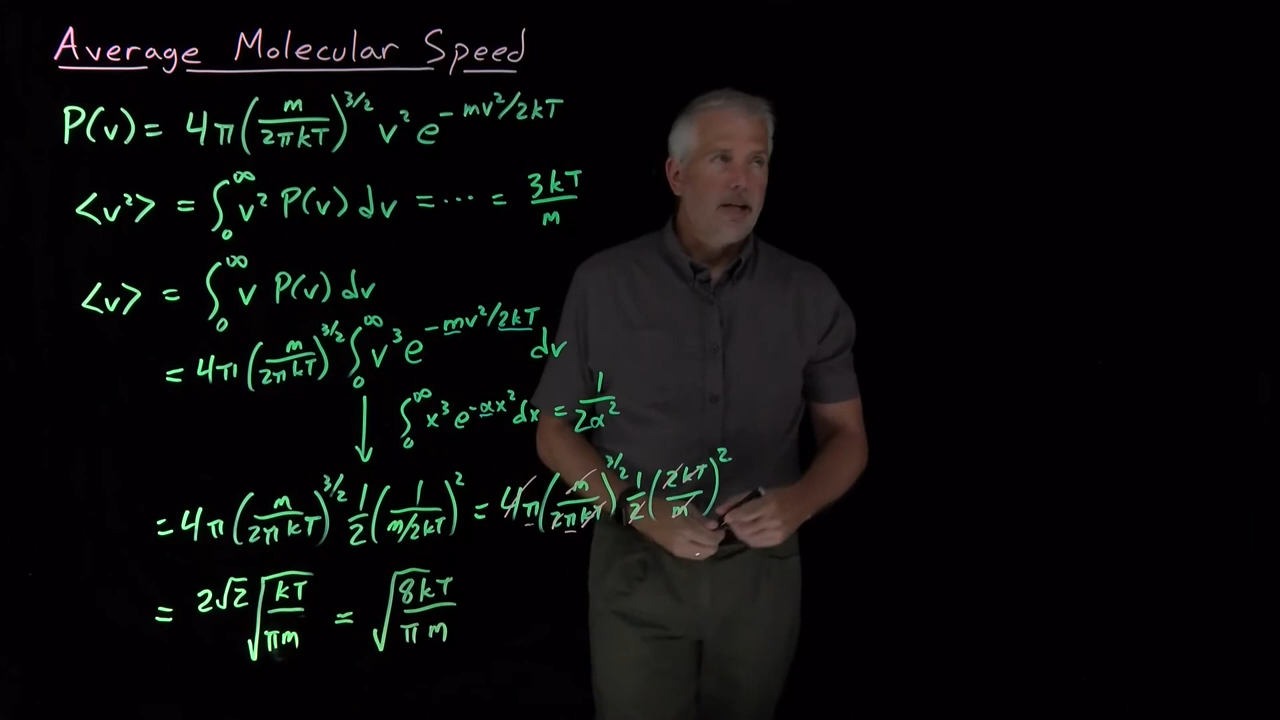 Average Molecular Speed
P(v) = 4π(m/2πkT)^{3/2} v² e^{-mv²/2kT}
<v²> = ∫₀^∞ v² P(v) dv = ··· = 3kT/m
<v> = ∫₀^∞ v P(v) dv
= 4π(m/2πkT)^{3/2} ∫₀^∞ v³ e^{-mv²/2kT} dv
↓ ∫₀^∞ x³ e^{-αx²} dx = 1/2α²
= 4π(m/2πkT)^{3/2} 1/2 (1/(m/2kT))² = 4π(m/2πkT)^{3/2} 1/2 (2kT/m)²
= 2√2 √(kT/πm) = √(8kT/πm)